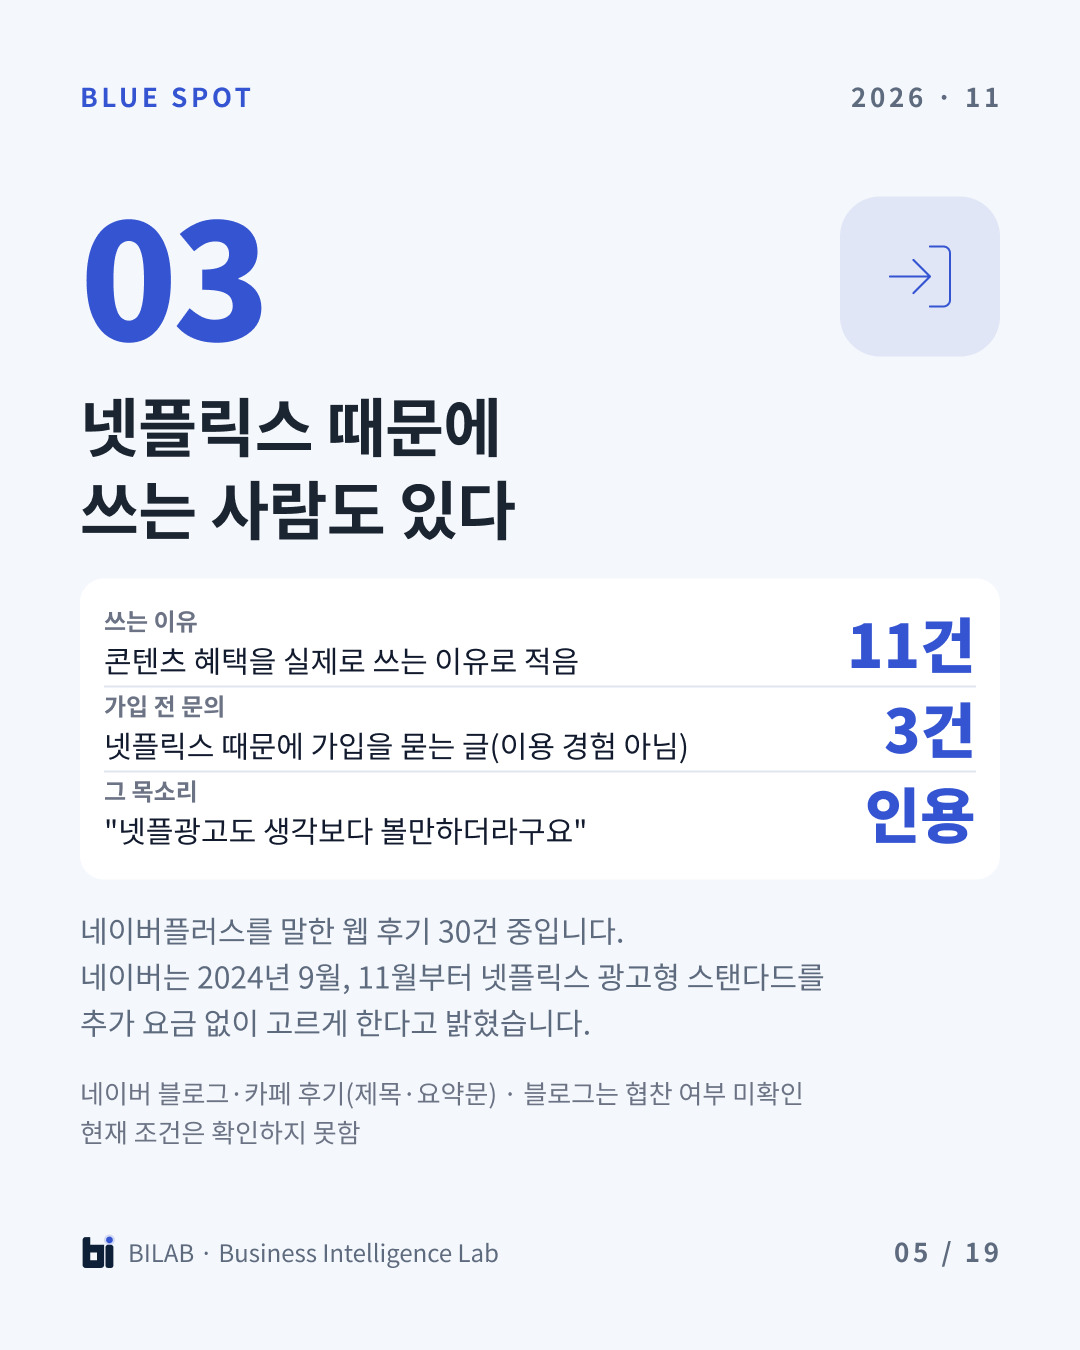 BLUE SPOT
2026 · 11
03
넷플릭스 때문에
쓰는 사람도 있다
쓰는 이유
콘텐츠 혜택을 실제로 쓰는 이유로 적음
11건
가입 전 문의
넷플릭스 때문에 가입을 묻는 글(이용 경험 아님)
3건
그 목소리
"넷플광고도 생각보다 볼만하더라구요"
인용
네이버플러스를 말한 웹 후기 30건 중입니다.
네이버는 2024년 9월, 11월부터 넷플릭스 광고형 스탠다드를
추가 요금 없이 고르게 한다고 밝혔습니다.
네이버 블로그·카페 후기(제목·요약문) · 블로그는 협찬 여부 미확인
현재 조건은 확인하지 못함
bi BILAB · Business Intelligence Lab
05 / 19